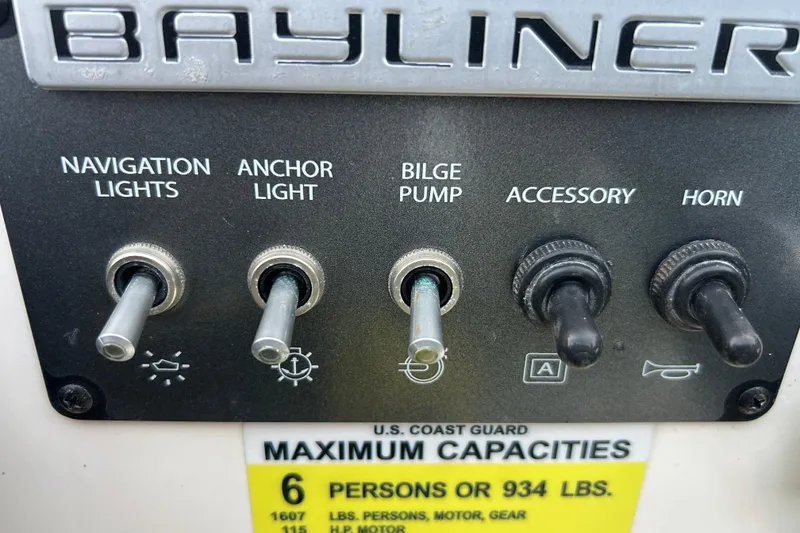 BAYLINER
NAVIGATION LIGHTS
ANCHOR LIGHT
BILGE PUMP
ACCESSORY
HORN
A
U.S. COAST GUARD
MAXIMUM CAPACITIES
6 PERSONS OR 934 LBS.
1607 LBS. PERSONS, MOTOR, GEAR
115 H.P. MOTOR